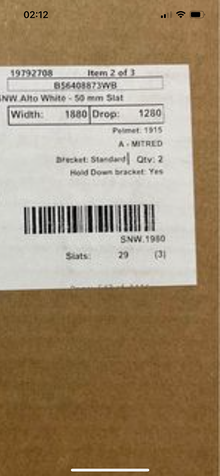 02:12
19792708 Item 2 of 3
B56408873WB
SNW.Alto White - 50 mm Slat
Width: 1880 Drop: 1280
Pelmet: 1915
A - MITRED
Bracket: Standard Qty: 2
Hold Down bracket: Yes
SNW.1980
Slats: 29 (3)